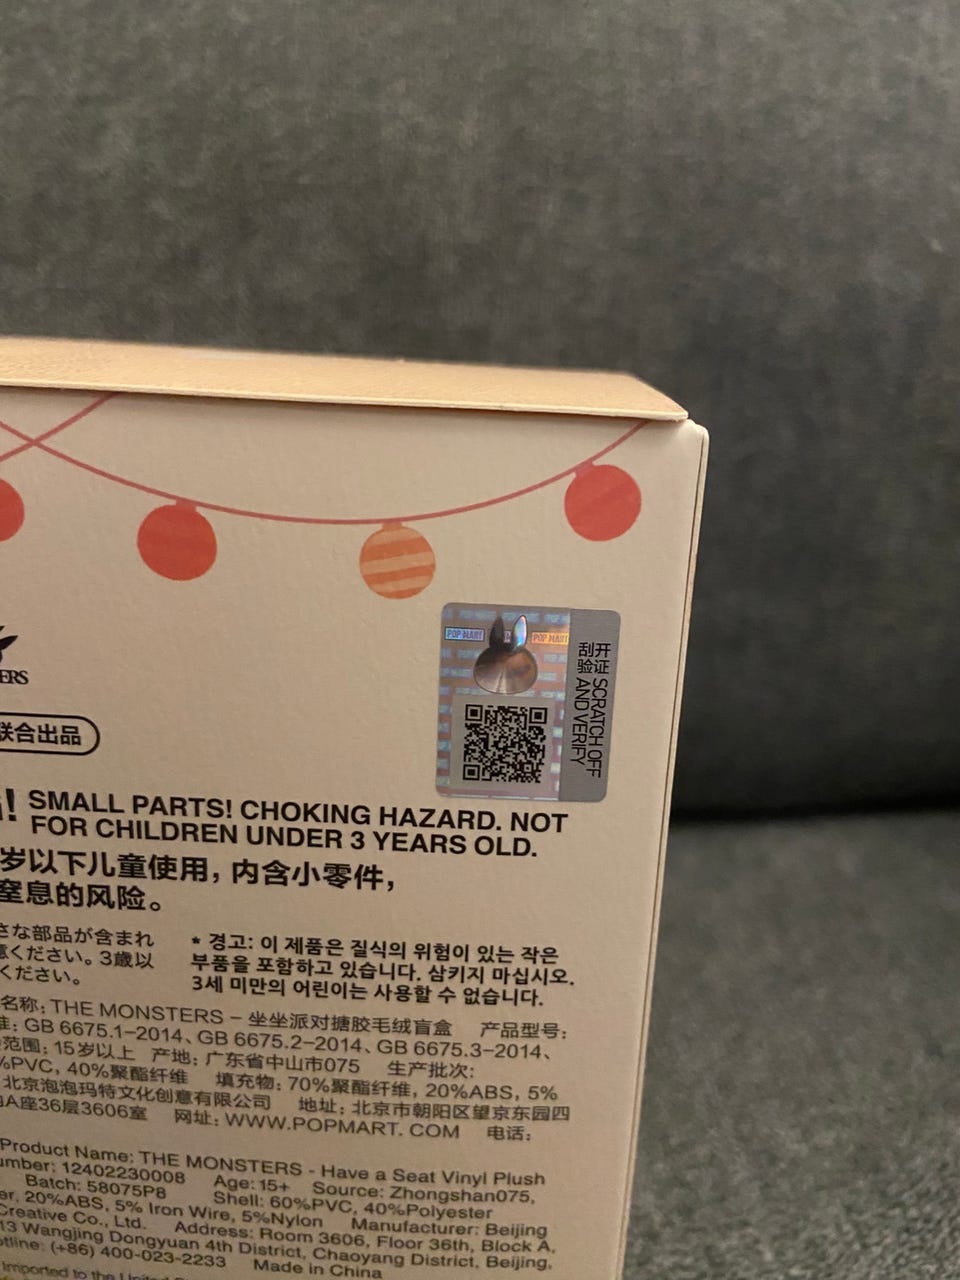 POP MART
POP MART
开证 SCRATCH OFF
刮验 AND VERIFY
ERS
联合出品
! SMALL PARTS! CHOKING HAZARD. NOT
FOR CHILDREN UNDER 3 YEARS OLD.
岁以下儿童使用，内含小零件，
窒息的风险。
さな部品が含まれ
意ください。3歳以
ください。
* 경고: 이 제품은 질식의 위험이 있는 작은
부품을 포함하고 있습니다. 삼키지 마십시오.
3세 미만의 어린이는 사용할 수 없습니다.
名称：THE MONSTERS – 坐坐派对搪胶毛绒盲盒 产品型号：
准：GB 6675.1–2014、GB 6675.2–2014、GB 6675.3–2014、
范围：15岁以上 产地：广东省中山市075 生产批次：
%PVC，40%聚酯纤维 填充物：70%聚酯纤维，20%ABS，5%
北京泡泡玛特文化创意有限公司 地址：北京市朝阳区望京东园四
A座36层3606室 网址：WWW.POPMART.COM 电话：
Product Name: THE MONSTERS - Have a Seat Vinyl Plush
umber: 12402230008 Age: 15+ Source: Zhongshan075,
Batch: 58075P8 Shell: 60%PVC, 40%Polyester
er, 20%ABS, 5% Iron Wire, 5%Nylon Manufacturer: Beijing
Creative Co., Ltd. Address: Room 3606, Floor 36th, Block A,
13 Wangjing Dongyuan 4th District, Chaoyang District, Beijing,
otline: (+86) 400-023-2233 Made in China
Imported to the United